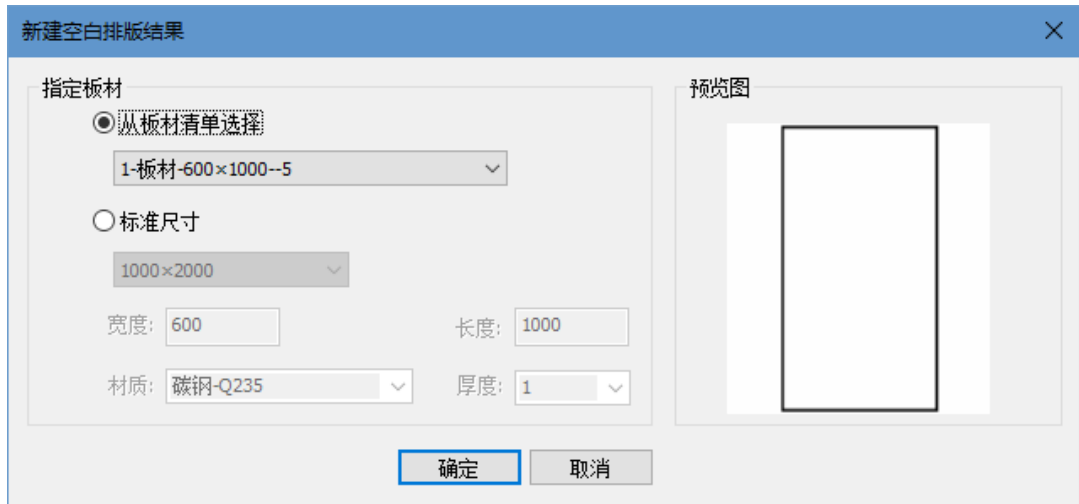 新建空白排版结果
指定板材
从板材清单选择
1-板材-600×1000--5
标准尺寸
1000×2000
宽度: 600 长度: 1000
材质: 碳钢-Q235 厚度: 1
预览图
确定 取消